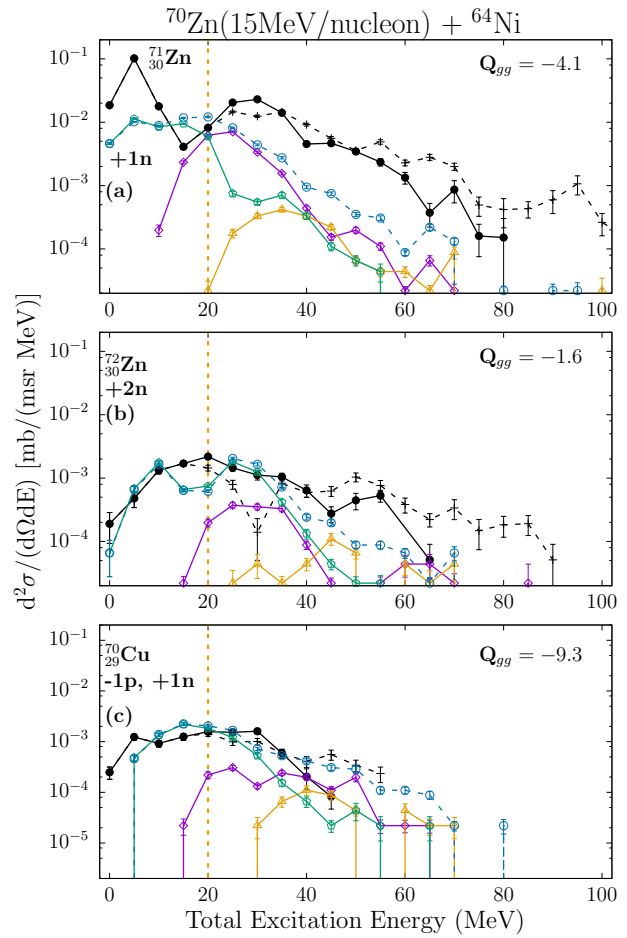 ⁷⁰Zn(15MeV/nucleon) + ⁶⁴Ni
10⁻¹
10⁻²
10⁻³
10⁻⁴
⁷¹₃₀Zn
Q_gg = −4.1
+1n
(a)
0 20 40 60 80 100
10⁻¹
10⁻²
10⁻³
10⁻⁴
⁷²₃₀Zn
Q_gg = −1.6
+2n
(b)
0 20 40 60 80 100
10⁻¹
10⁻²
10⁻³
10⁻⁴
10⁻⁵
⁷⁰₂₉Cu
Q_gg = −9.3
-1p, +1n
(c)
0 20 40 60 80 100
d²σ/(dΩdE) [mb/(msr MeV)]
Total Excitation Energy (MeV)